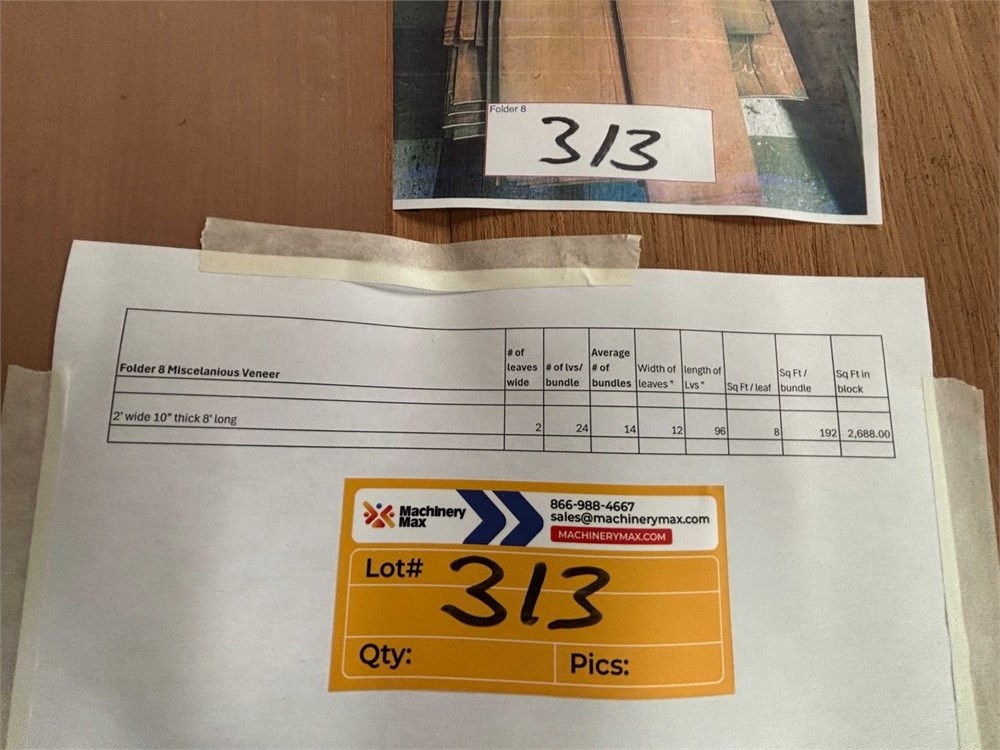 Folder 8
313
Folder 8 Miscelanious Veneer
# of leaves wide
# of lvs/ bundle
Average # of bundles
Width of leaves "
length of Lvs "
Sq Ft / leaf
Sq Ft / bundle
Sq Ft in block
2' wide 10" thick 8' long 2 24 14 12 96 8 192 2,688.00
Machinery Max
866-988-4667
sales@machinerymax.com
MACHINERYMAX.COM
Lot# 313
Qty: Pics: